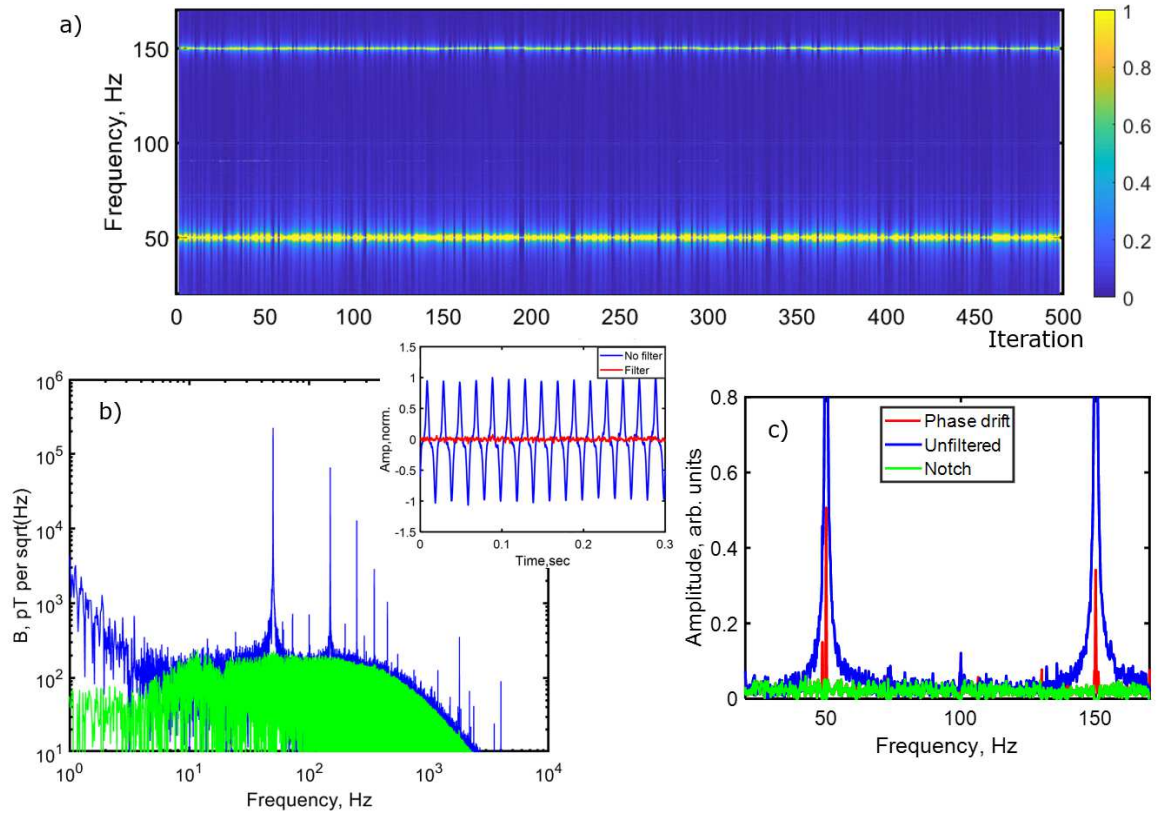 a)
Frequency, Hz
150
100
50
0 50 100 150 200 250 300 350 400 450 500
Iteration
1
0.8
0.6
0.4
0.2
0
b)
B, pT per sqrt(Hz)
10^6
10^5
10^4
10^3
10^2
10^1
10^0 10^1 10^2 10^3 10^4
Frequency, Hz
Amp,norm.
1.5
1
0.5
0
-0.5
-1
-1.5
0 0.1 0.2 0.3
Time,sec
No filter
Filter
c)
Amplitude, arb. units
0.8
0.6
0.4
0.2
0
50 100 150
Frequency, Hz
Phase drift
Unfiltered
Notch